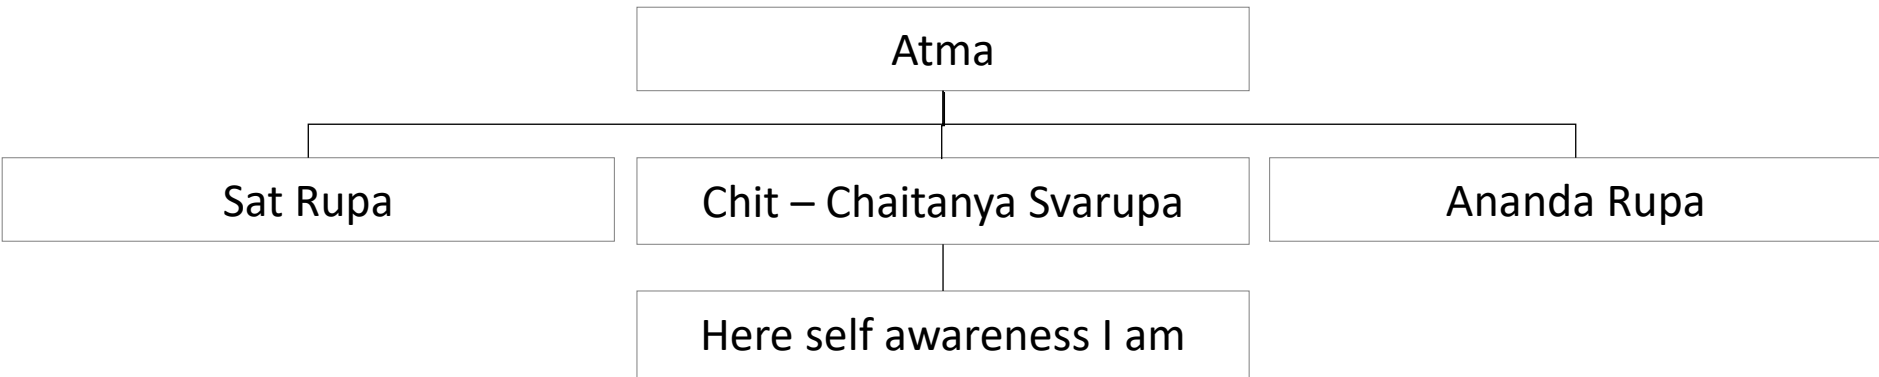 Atma
Sat Rupa
Chit – Chaitanya Svarupa
Ananda Rupa
Here self awareness I am